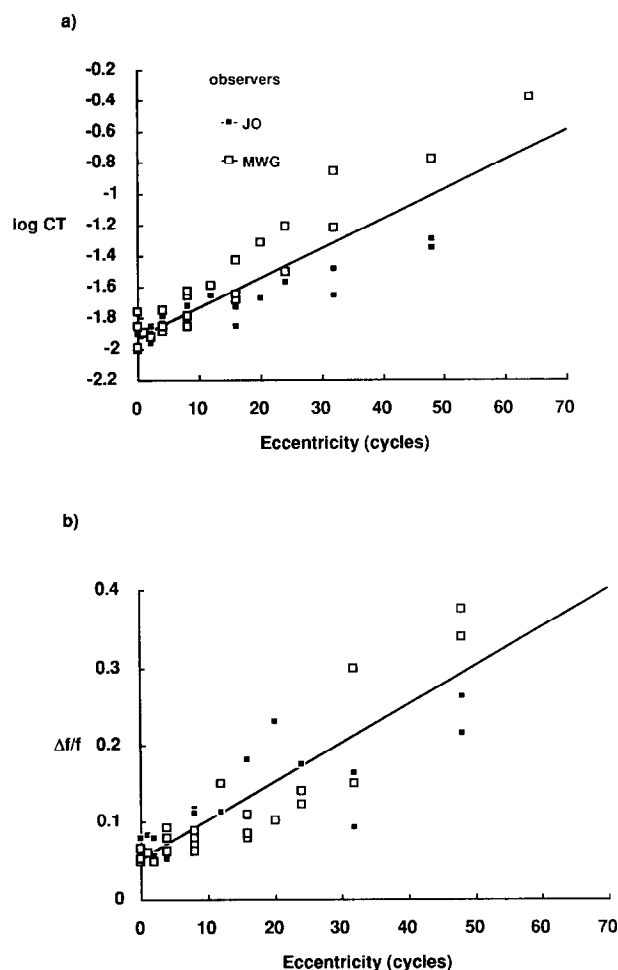 a)
-0.2
-0.4
-0.6
-0.8
-1
-1.2
-1.4
-1.6
-1.8
-2
-2.2
log CT
observers
JO
MWG
0 10 20 30 40 50 60 70
Eccentricity (cycles)
b)
0.4
0.3
0.2
0.1
0
Δf/f
0 10 20 30 40 50 60 70
Eccentricity (cycles)